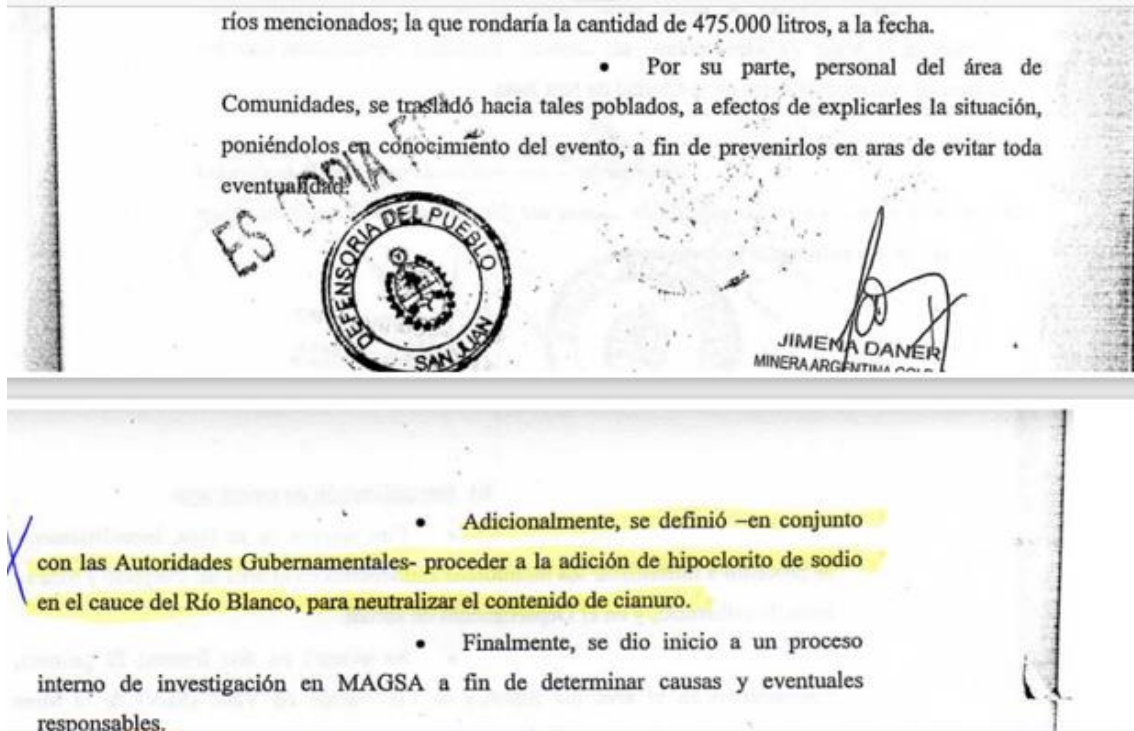 ríos mencionados; la que rondaría la cantidad de 475.000 litros, a la fecha.
• Por su parte, personal del área de
Comunidades, se trasladó hacia tales poblados, a efectos de explicarles la situación,
poniéndolos en conocimiento del evento, a fin de prevenirlos en aras de evitar toda
eventualidad.
ES COPIA
DEFENSORIA DEL PUEBLO
SAN JUAN
JIMENA DANERI
MINERA ARGENTINA GOLD
• Adicionalmente, se definió –en conjunto
con las Autoridades Gubernamentales- proceder a la adición de hipoclorito de sodio
en el cauce del Río Blanco, para neutralizar el contenido de cianuro.
• Finalmente, se dio inicio a un proceso
interno de investigación en MAGSA a fin de determinar causas y eventuales
responsables.